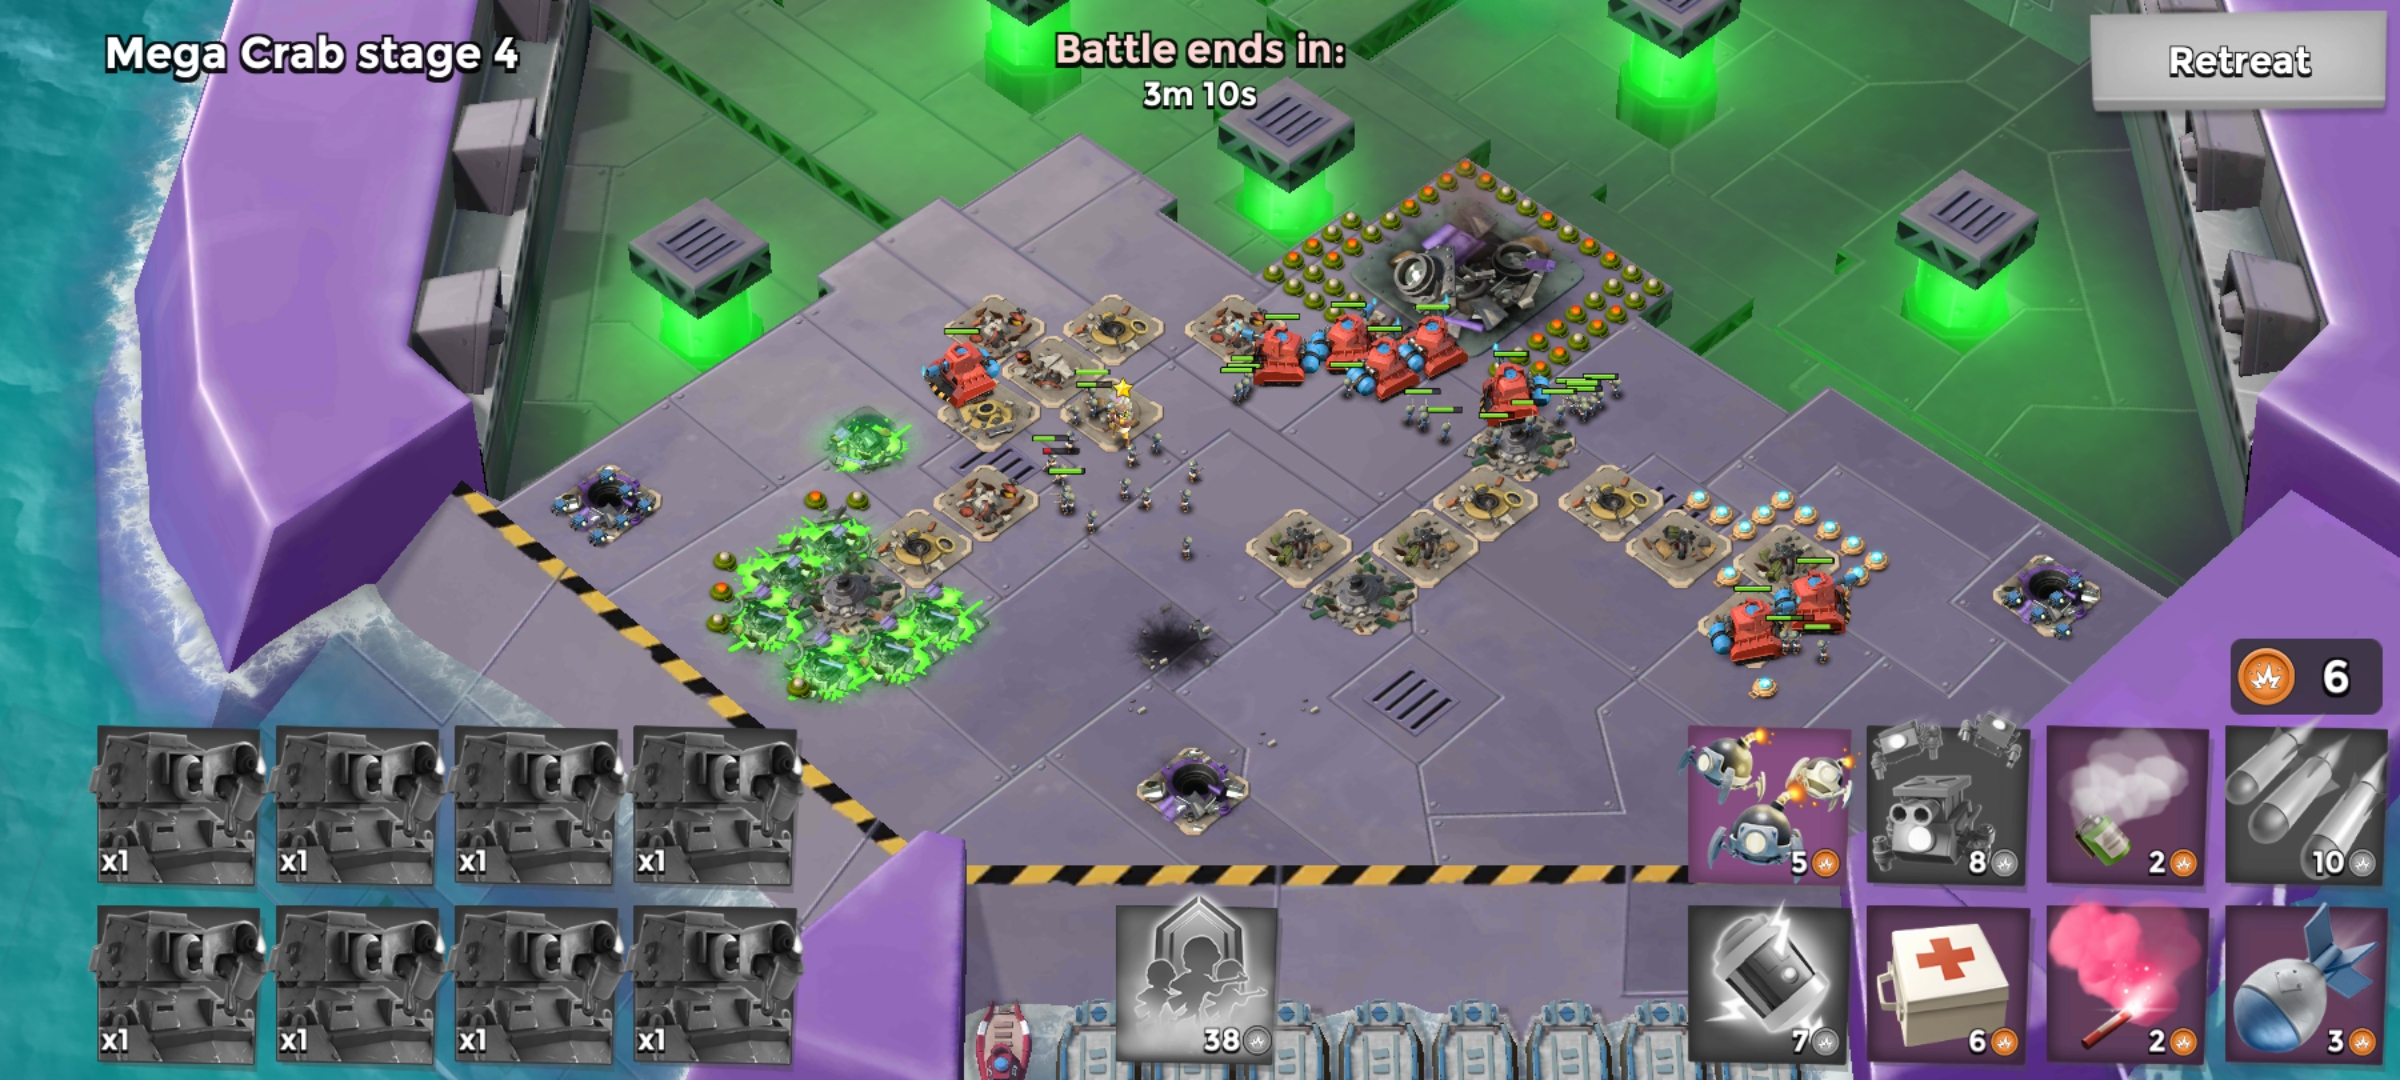 Mega Crab stage 4
Battle ends in:
3m 10s
Retreat
6
x1
x1
x1
x1
5
8
2
10
x1
x1
x1
x1
38
7
6
2
3